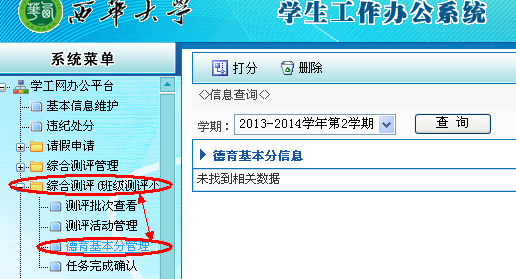 西华大学 学生工作办公系统
系统菜单
打分 删除
学工网办公平台
◇信息查询◇
基本信息维护
学期： 2013-2014学年第2学期 查 询
违纪处分
请假申请
德育基本分信息
综合测评管理
未找到相关数据
综合测评(班级测评小
测评批次查看
测评活动管理
德育基本分管理
任务完成确认